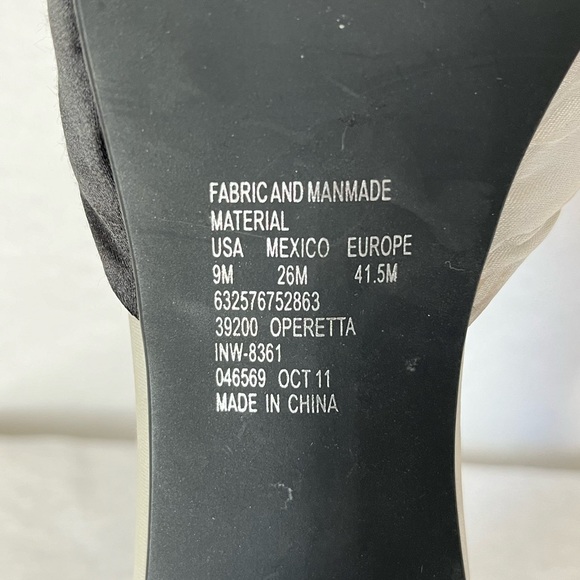 FABRIC AND MANMADE
MATERIAL
USA MEXICO EUROPE
9M 26M 41.5M
632576752863
39200 OPERETTA
INW-8361
046569 OCT 11
MADE IN CHINA